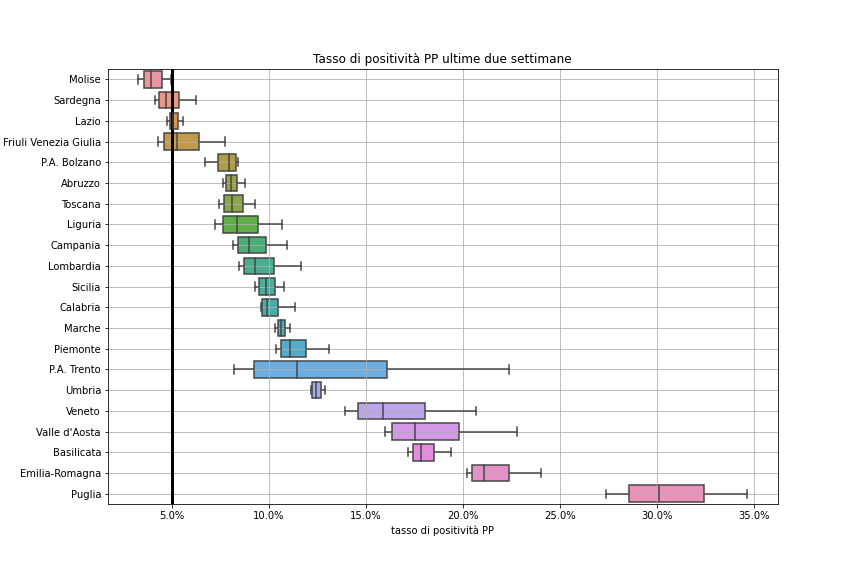 Tasso di positività PP ultime due settimane
Molise
Sardegna
Lazio
Friuli Venezia Giulia
P.A. Bolzano
Abruzzo
Toscana
Liguria
Campania
Lombardia
Sicilia
Calabria
Marche
Piemonte
P.A. Trento
Umbria
Veneto
Valle d'Aosta
Basilicata
Emilia-Romagna
Puglia
5.0% 10.0% 15.0% 20.0% 25.0% 30.0% 35.0%
tasso di positività PP